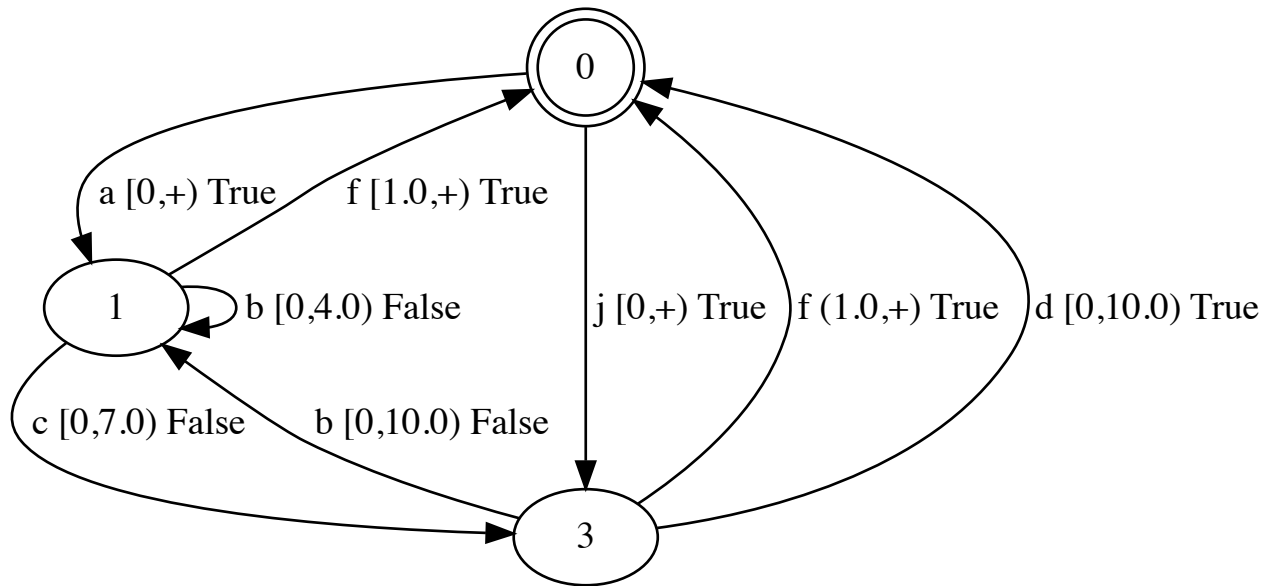 0
a [0,+) True
f [1.0,+) True
1
b [0,4.0) False
j [0,+) True
f (1.0,+) True
d [0,10.0) True
c [0,7.0) False
b [0,10.0) False
3